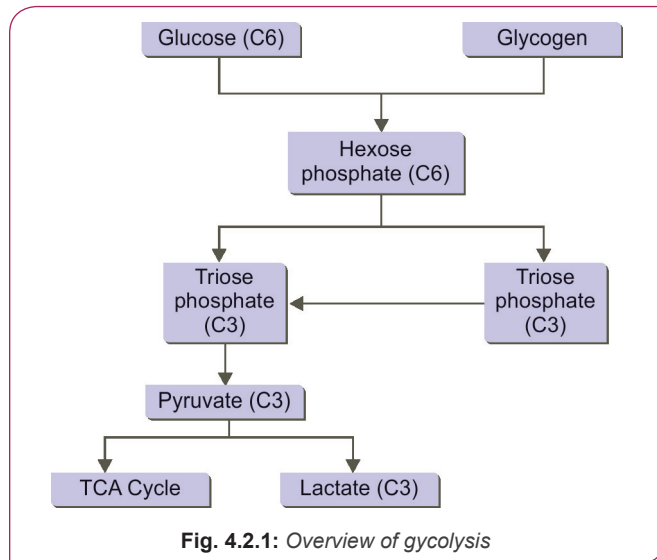 Glucose (C6)
Glycogen
Hexose
phosphate (C6)
Triose
phosphate
(C3)
Triose
phosphate
(C3)
Pyruvate (C3)
TCA Cycle
Lactate (C3)
Fig. 4.2.1: Overview of gycolysis